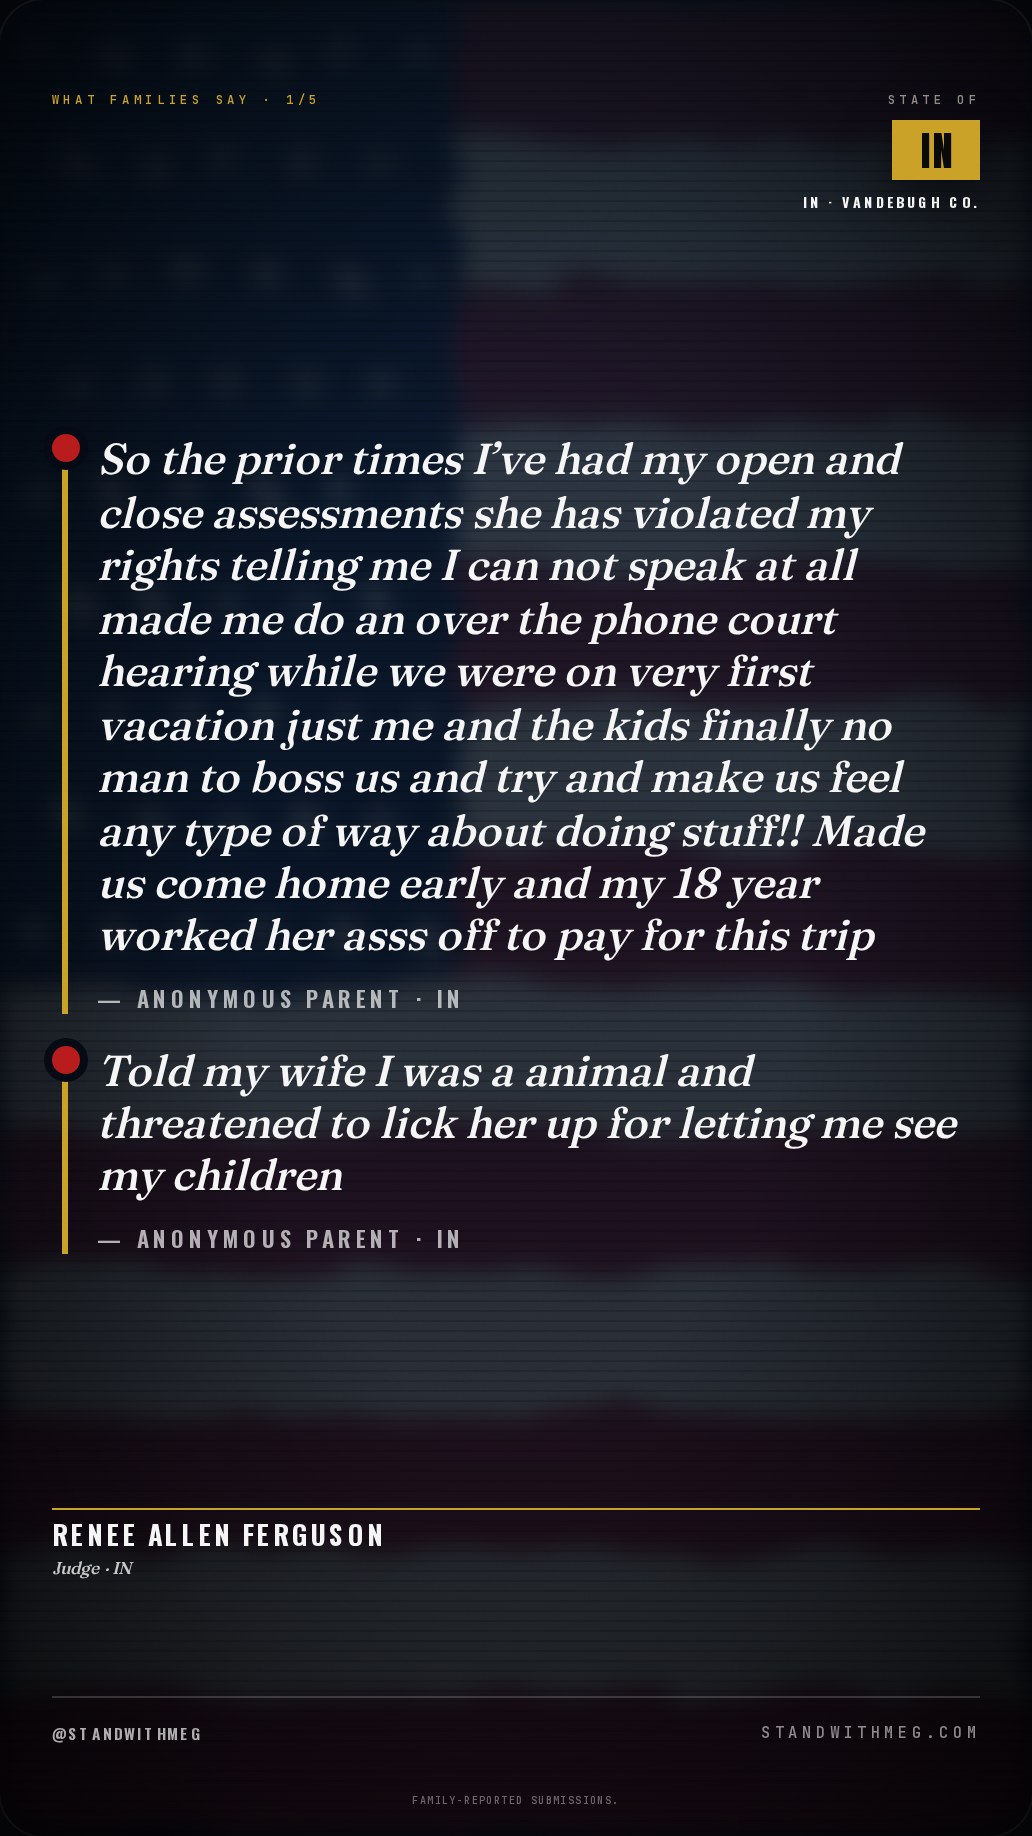 WHAT FAMILIES SAY · 1/5
STATE OF
IN
IN · VANDEBUGH CO.
So the prior times I’ve had my open and
close assessments she has violated my
rights telling me I can not speak at all
made me do an over the phone court
hearing while we were on very first
vacation just me and the kids finally no
man to boss us and try and make us feel
any type of way about doing stuff!! Made
us come home early and my 18 year
worked her asss off to pay for this trip
— ANONYMOUS PARENT · IN
Told my wife I was a animal and
threatened to lick her up for letting me see
my children
— ANONYMOUS PARENT · IN
RENEE ALLEN FERGUSON
Judge · IN
@STANDWITHMEG
STANDWITHMEG.COM
FAMILY-REPORTED SUBMISSIONS.